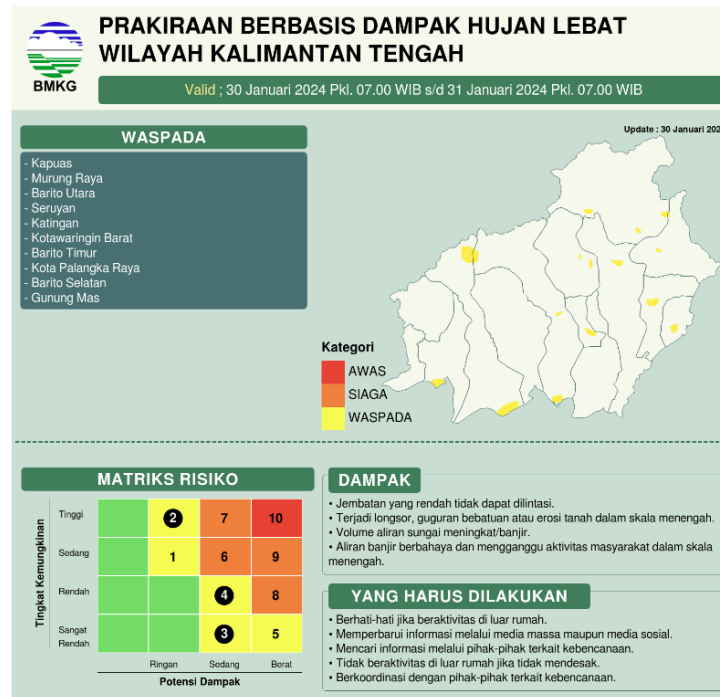 PRAKIRAAN BERBASIS DAMPAK HUJAN LEBAT
WILAYAH KALIMANTAN TENGAH
BMKG
Valid ; 30 Januari 2024 Pkl. 07.00 WIB s/d 31 Januari 2024 Pkl. 07.00 WIB
WASPADA
- Kapuas
- Murung Raya
- Barito Utara
- Seruyan
- Katingan
- Kotawaringin Barat
- Barito Timur
- Kota Palangka Raya
- Barito Selatan
- Gunung Mas
Update : 30 Januari 202
Kategori
AWAS
SIAGA
WASPADA
MATRIKS RISIKO
Tingkat Kemungkinan
Tinggi 2 7 10
Sedang 1 6 9
Rendah 4 8
Sangat
Rendah 3 5
Ringan Sedang Berat
Potensi Dampak
DAMPAK
• Jembatan yang rendah tidak dapat dilintasi.
• Terjadi longsor, guguran bebatuan atau erosi tanah dalam skala menengah.
• Volume aliran sungai meningkat/banjir.
• Aliran banjir berbahaya dan mengganggu aktivitas masyarakat dalam skala
menengah.
YANG HARUS DILAKUKAN
• Berhati-hati jika beraktivitas di luar rumah.
• Memperbarui informasi melalui media massa maupun media sosial.
• Mencari informasi melalui pihak-pihak terkait kebencanaan.
• Tidak beraktivitas di luar rumah jika tidak mendesak.
• Berkoordinasi dengan pihak-pihak terkait kebencanaan.